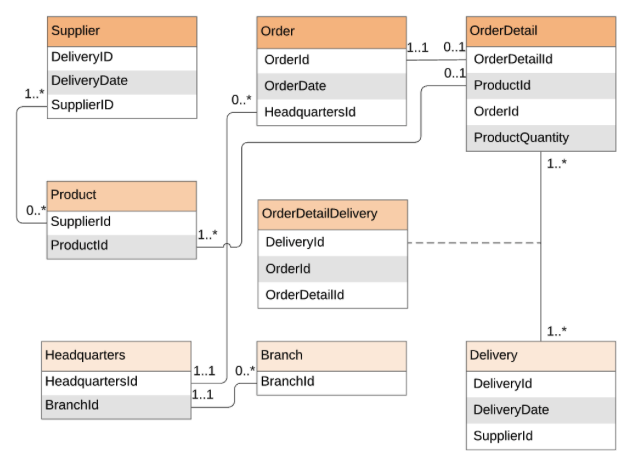 Supplier
DeliveryID
DeliveryDate
SupplierID
1..*
Order
OrderId
OrderDate
HeadquartersId
0..*
1..1
0..1
0..1
OrderDetail
OrderDetailId
ProductId
OrderId
ProductQuantity
1..*
Product
SupplierId
ProductId
0..*
1..*
OrderDetailDelivery
DeliveryId
OrderId
OrderDetailId
Headquarters
HeadquartersId
BranchId
1..1
1..1
0..*
Branch
BranchId
1..*
Delivery
DeliveryId
DeliveryDate
SupplierId